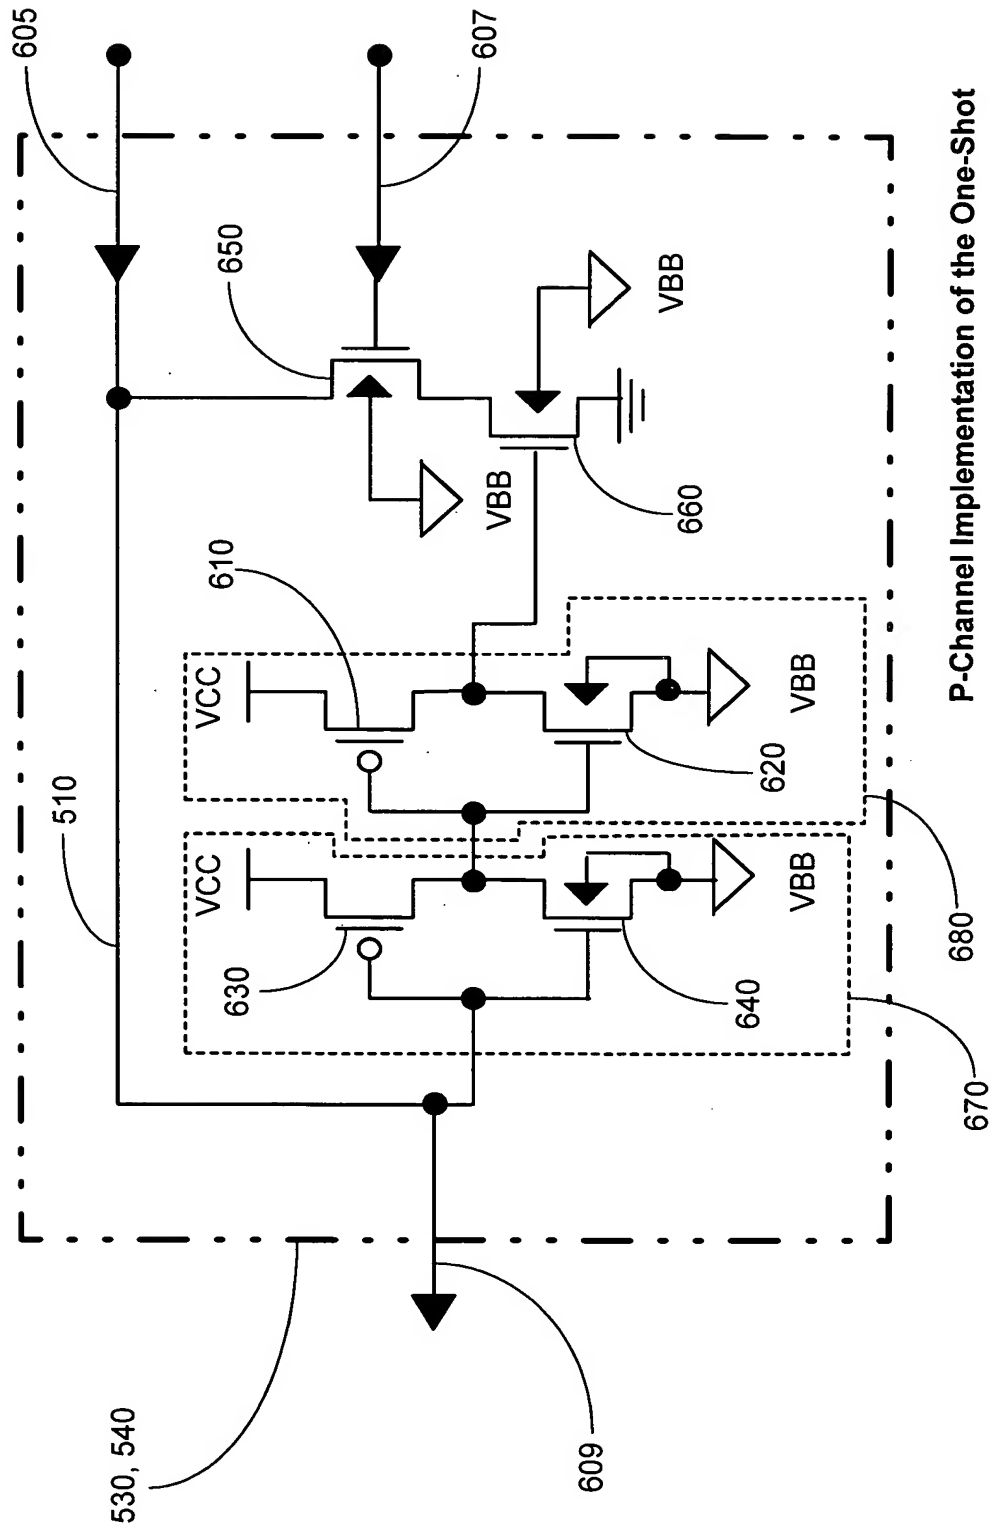 605
607
650
VBB
VBB
660
610
VCC
VBB
620
510
VCC
VBB
630
640
680
670
530, 540
609
P-Channel Implementation of the One-Shot